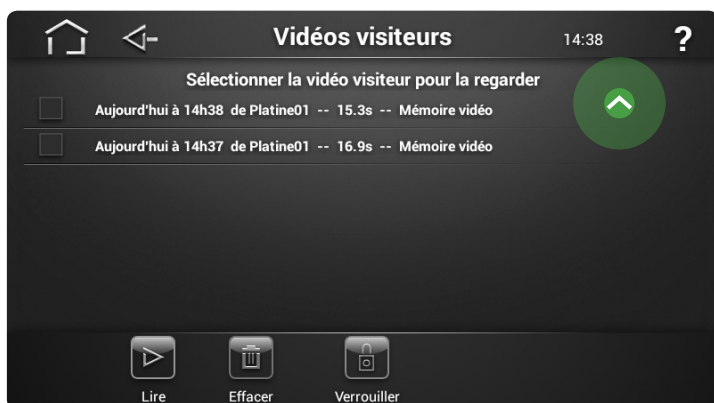 Vidéos visiteurs 14:38 ?
Sélectionner la vidéo visiteur pour la regarder
Aujourd'hui à 14h38 de Platine01 -- 15.3s -- Mémoire vidéo
Aujourd'hui à 14h37 de Platine01 -- 16.9s -- Mémoire vidéo
Lire Effacer Verrouiller